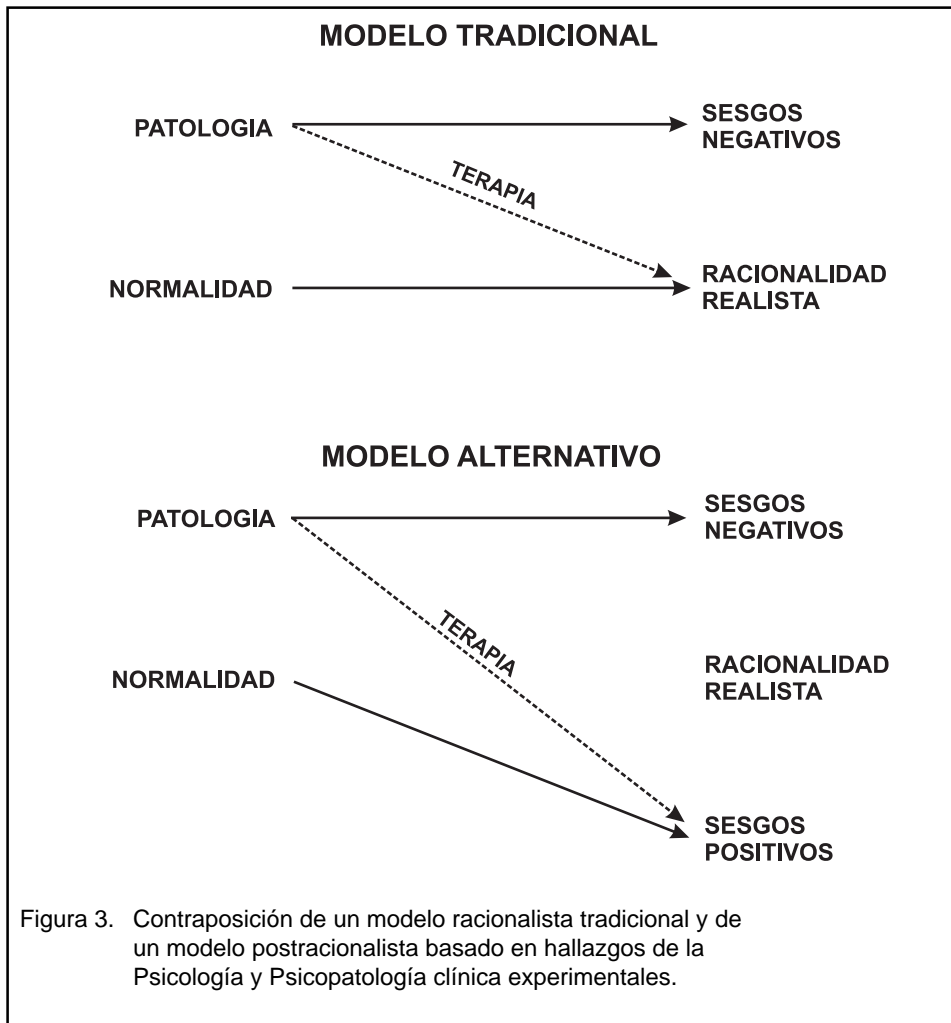 MODELO TRADICIONAL
PATOLOGIA
SESGOS
NEGATIVOS
TERAPIA
NORMALIDAD
RACIONALIDAD
REALISTA
MODELO ALTERNATIVO
PATOLOGIA
SESGOS
NEGATIVOS
TERAPIA
NORMALIDAD
RACIONALIDAD
REALISTA
SESGOS
POSITIVOS
Figura 3. Contraposición de un modelo racionalista tradicional y de
un modelo postracionalista basado en hallazgos de la
Psicología y Psicopatología clínica experimentales.